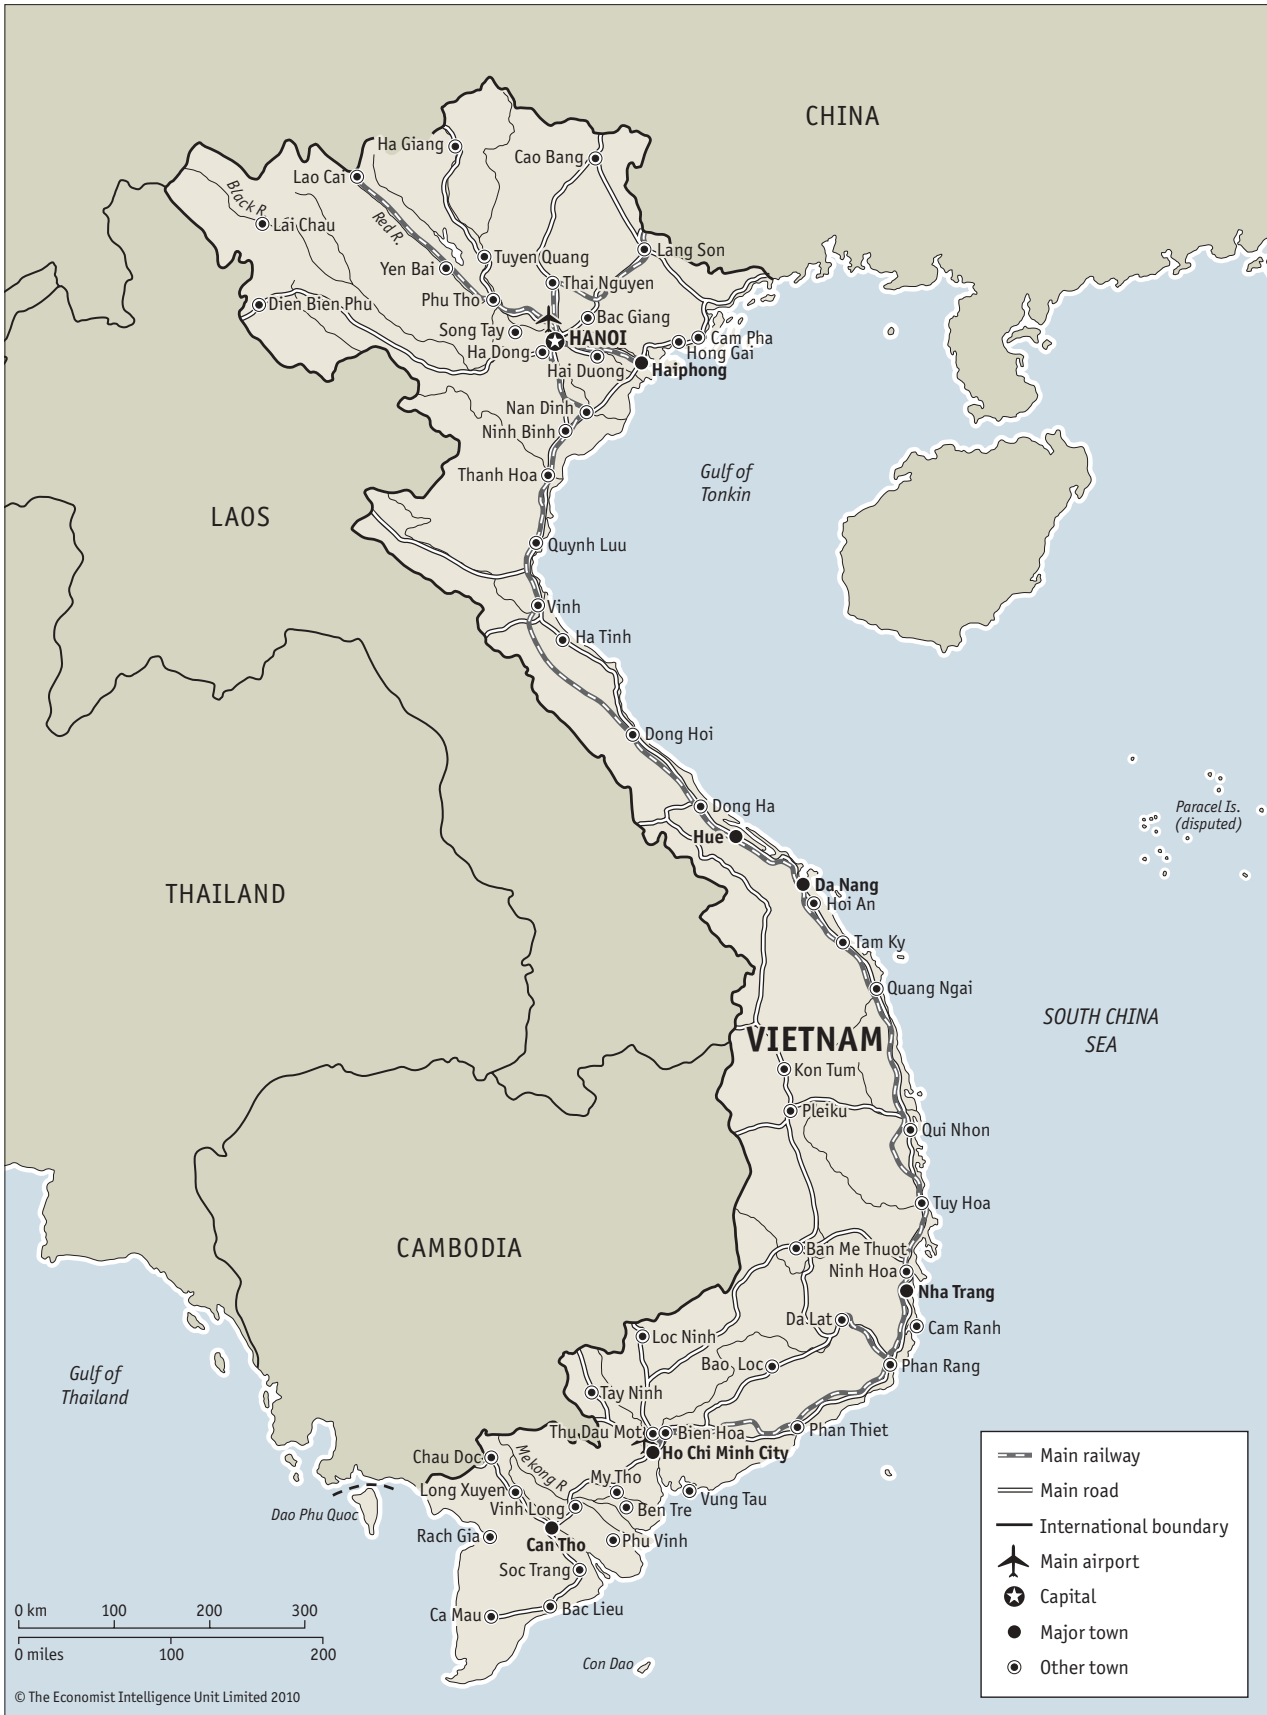 CHINA
Ha Giang
Cao Bang
Lao Cai
Black R.
Red R.
Lai Chau
Lang Son
Tuyen Quang
Yen Bai
Thai Nguyen
Phu Tho
Dien Bien Phu
Bac Giang
Song Tay
HANOI
Cam Pha
Ha Dong
Hong Gai
Hai Duong
Haiphong
Nan Dinh
Ninh Binh
Thanh Hoa
Gulf of
Tonkin
LAOS
Quynh Luu
Vinh
Ha Tinh
Dong Hoi
Dong Ha
Paracel Is.
(disputed)
Hue
THAILAND
Da Nang
Hoi An
Tam Ky
Quang Ngai
SOUTH CHINA
SEA
VIETNAM
Kon Tum
Pleiku
Qui Nhon
Tuy Hoa
CAMBODIA
Ban Me Thuot
Ninh Hoa
Nha Trang
Da Lat
Cam Ranh
Loc Ninh
Bao Loc
Phan Rang
Gulf of
Thailand
Tay Ninh
Thu Dau Mot
Bien Hoa
Phan Thiet
Ho Chi Minh City
Chau Doc
Mekong R.
My Tho
Long Xuyen
Vung Tau
Vinh Long
Ben Tre
Dao Phu Quoc
Rach Gia
Can Tho
Phu Vinh
Soc Trang
Ca Mau
Bac Lieu
Con Dao
Main railway
Main road
International boundary
Main airport
Capital
Major town
Other town
0 km 100 200 300
0 miles 100 200
© The Economist Intelligence Unit Limited 2010